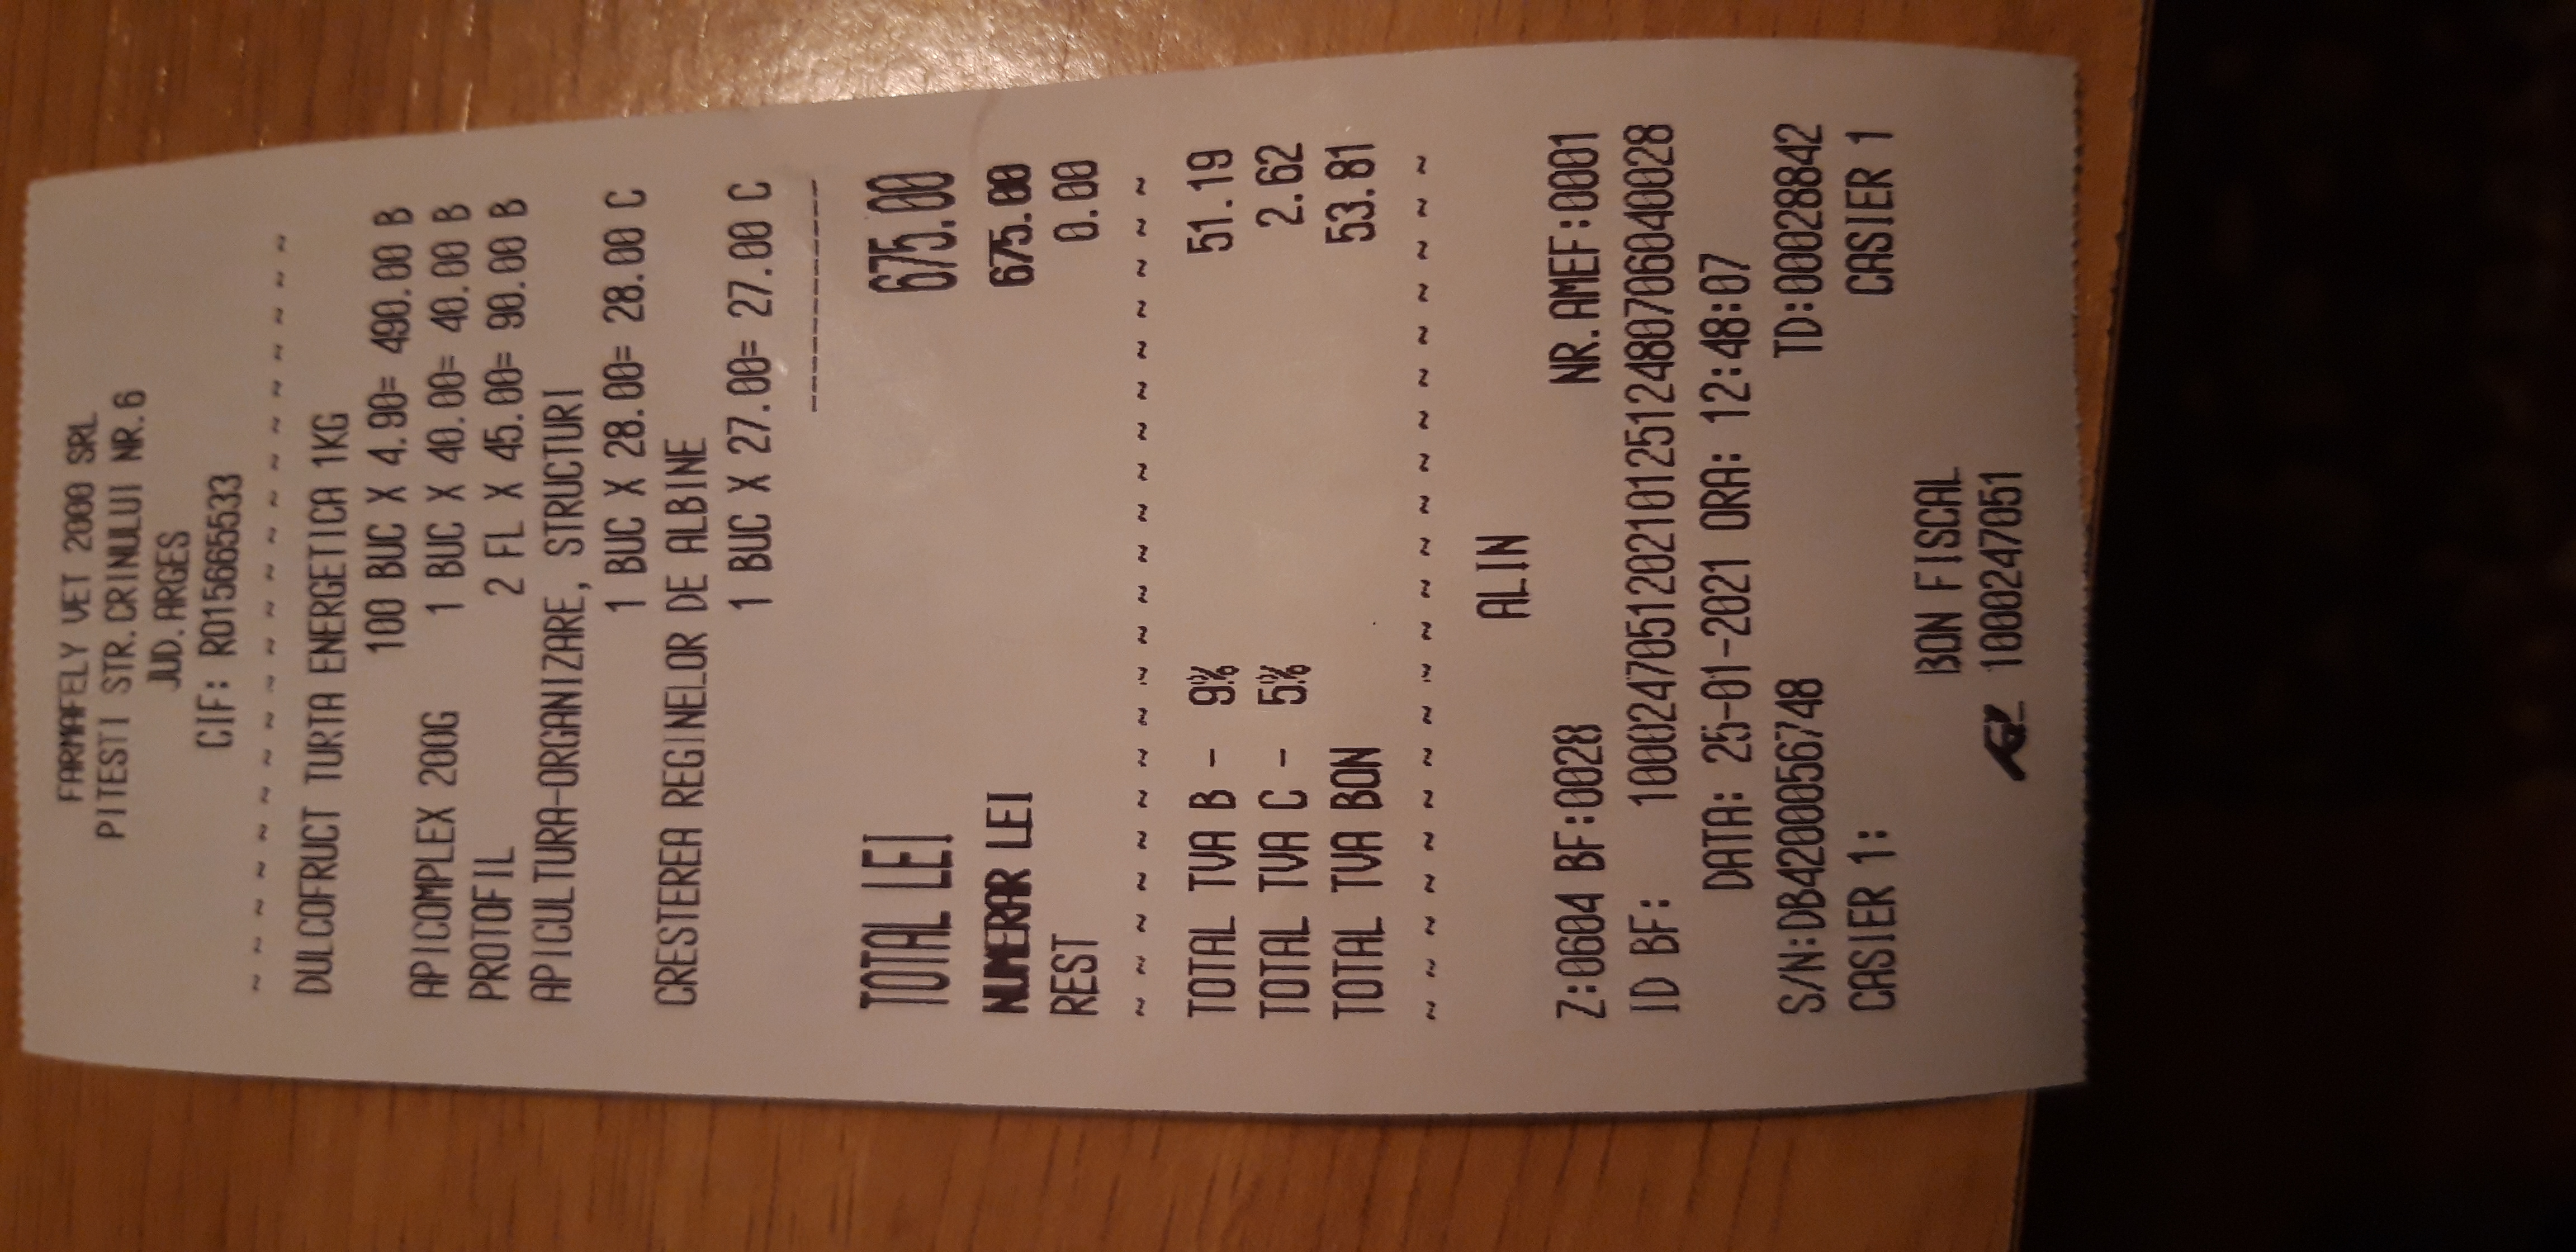 FARMAFELY VET 2000 SRL
PITESTI STR.CRINULUI NR.6
JUD.ARGES
CIF: RO15665533
~ ~ ~ ~ ~ ~ ~ ~ ~ ~ ~ ~ ~ ~ ~ ~ ~ ~ ~
DULCOFRUCT TURTA ENERGETICA 1KG
100 BUC X 4.90= 490.00 B
APICOMPLEX 200G 1 BUC X 40.00= 40.00 B
PROTOFIL 2 FL X 45.00= 90.00 B
APICULTURA-ORGANIZARE, STRUCTURI
1 BUC X 28.00= 28.00 C
CRESTEREA REGINELOR DE ALBINE
1 BUC X 27.00= 27.00 C
-----------
TOTAL LEI 675.00
NUMERAR LEI 675.00
REST 0.00
~ ~ ~ ~ ~ ~ ~ ~ ~ ~ ~ ~ ~ ~ ~ ~ ~ ~ ~ ~ ~
TOTAL TVA B - 9% 51.19
TOTAL TVA C - 5% 2.62
TOTAL TVA BON 53.81
~ ~ ~ ~ ~ ~ ~ ~ ~ ~ ~ ~ ~ ~ ~ ~ ~ ~ ~ ~ ~
ALIN
Z:0604 BF:0028 NR.AMEF:0001
ID BF: 10002470512021012512480706040028
DATA: 25-01-2021 ORA: 12:48:07
S/N:DB4200056748 TD:00028842
CASIER 1: CASIER 1
BON FISCAL
1000247051